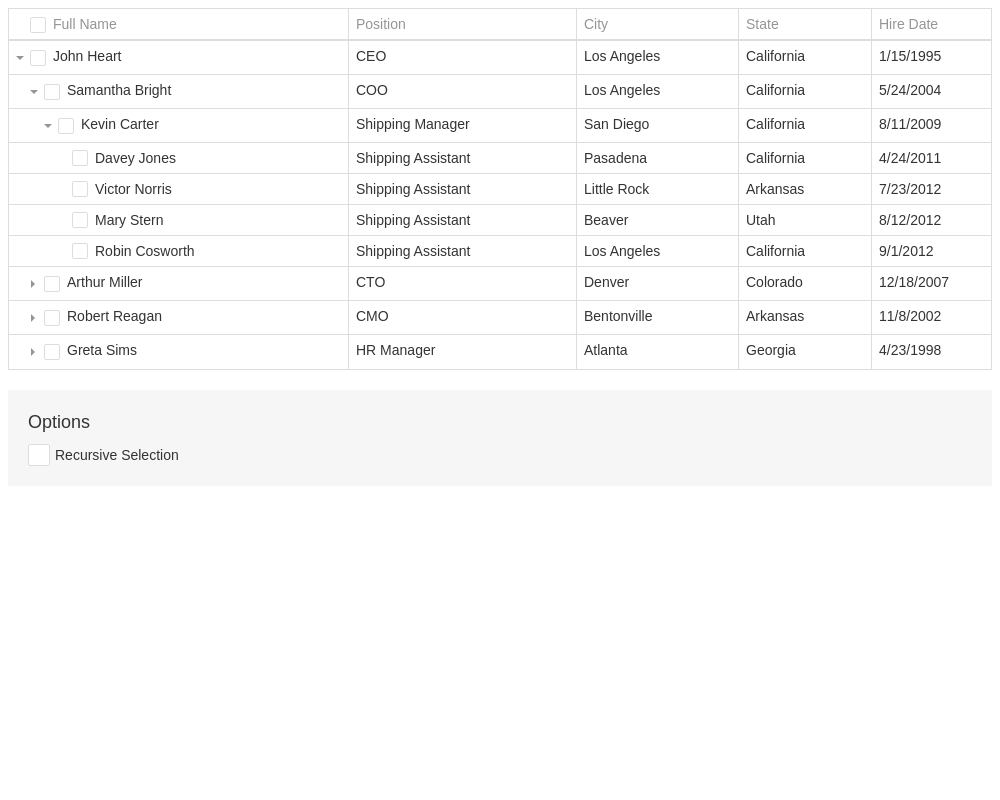 Full Name Position City State Hire Date
John Heart CEO Los Angeles California 1/15/1995
Samantha Bright COO Los Angeles California 5/24/2004
Kevin Carter Shipping Manager San Diego California 8/11/2009
Davey Jones Shipping Assistant Pasadena California 4/24/2011
Victor Norris Shipping Assistant Little Rock Arkansas 7/23/2012
Mary Stern Shipping Assistant Beaver Utah 8/12/2012
Robin Cosworth Shipping Assistant Los Angeles California 9/1/2012
Arthur Miller CTO Denver Colorado 12/18/2007
Robert Reagan CMO Bentonville Arkansas 11/8/2002
Greta Sims HR Manager Atlanta Georgia 4/23/1998
Options
Recursive Selection